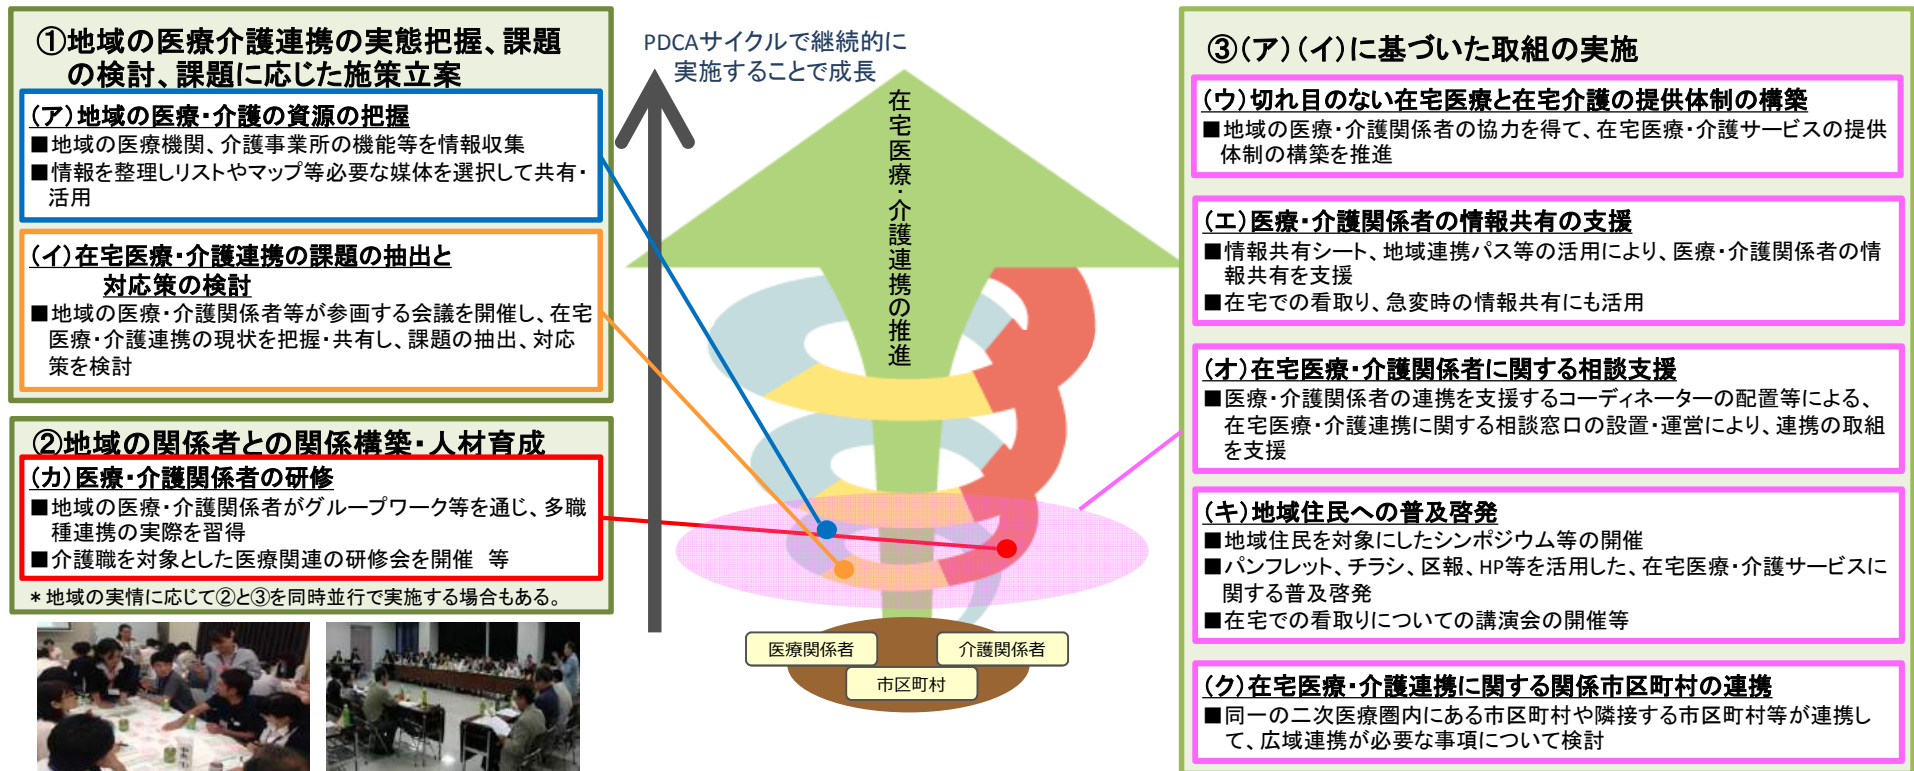 ①地域の医療介護連携の実態把握、課題
の検討、課題に応じた施策立案
(ア)地域の医療・介護の資源の把握
■地域の医療機関、介護事業所の機能等を情報収集
■情報を整理しリストやマップ等必要な媒体を選択して共有・
活用
(イ)在宅医療・介護連携の課題の抽出と
対応策の検討
■地域の医療・介護関係者等が参画する会議を開催し、在宅
医療・介護連携の現状を把握・共有し、課題の抽出、対応
策を検討
②地域の関係者との関係構築・人材育成
(カ)医療・介護関係者の研修
■地域の医療・介護関係者がグループワーク等を通じ、多職
種連携の実際を習得
■介護職を対象とした医療関連の研修会を開催　等
＊地域の実情に応じて②と③を同時並行で実施する場合もある。
PDCAサイクルで継続的に
実施することで成長
在宅医療・介護連携の推進
医療関係者
介護関係者
市区町村
③(ア)(イ)に基づいた取組の実施
(ウ)切れ目のない在宅医療と在宅介護の提供体制の構築
■地域の医療・介護関係者の協力を得て、在宅医療・介護サービスの提供
体制の構築を推進
(エ)医療・介護関係者の情報共有の支援
■情報共有シート、地域連携パス等の活用により、医療・介護関係者の情
報共有を支援
■在宅での看取り、急変時の情報共有にも活用
(オ)在宅医療・介護関係者に関する相談支援
■医療・介護関係者の連携を支援するコーディネーターの配置等による、
在宅医療・介護連携に関する相談窓口の設置・運営により、連携の取組
を支援
(キ)地域住民への普及啓発
■地域住民を対象にしたシンポジウム等の開催
■パンフレット、チラシ、区報、HP等を活用した、在宅医療・介護サービスに
関する普及啓発
■在宅での看取りについての講演会の開催等
(ク)在宅医療・介護連携に関する関係市区町村の連携
■同一の二次医療圏内にある市区町村や隣接する市区町村等が連携し
て、広域連携が必要な事項について検討